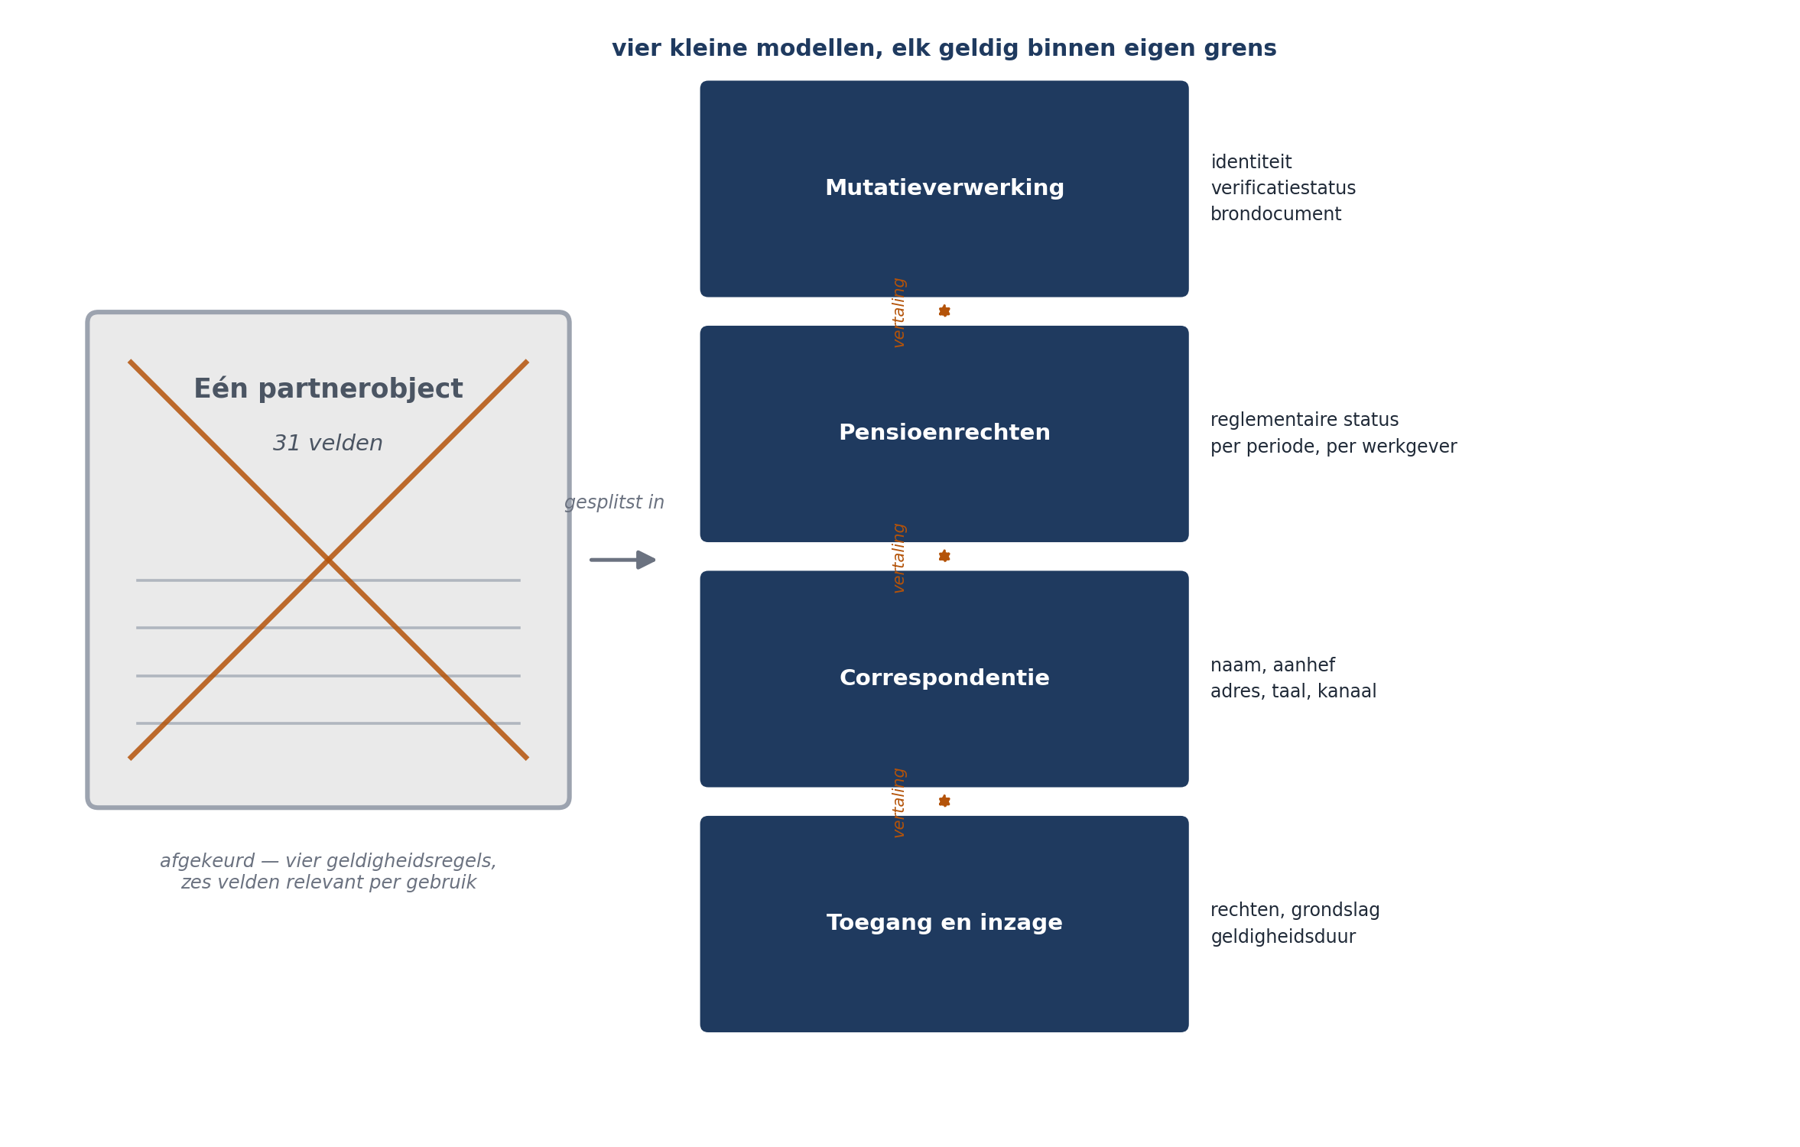 vier kleine modellen, elk geldig binnen eigen grens
Eén partnerobject
31 velden
afgekeurd — vier geldigheidsregels,
zes velden relevant per gebruik
gesplitst in
Mutatieverwerking
identiteit
verificatiestatus
brondocument
vertaling
Pensioenrechten
reglementaire status
per periode, per werkgever
vertaling
Correspondentie
naam, aanhef
adres, taal, kanaal
vertaling
Toegang en inzage
rechten, grondslag
geldigheidsduur